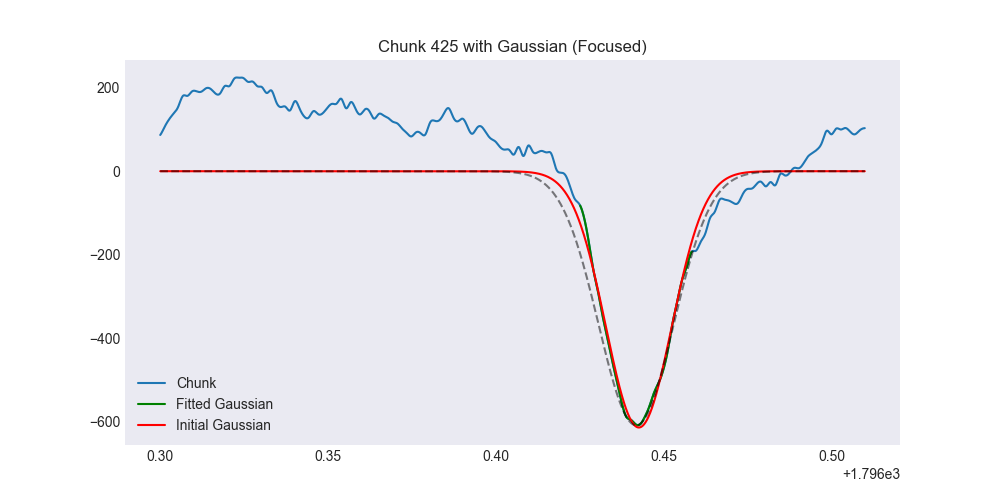 Chunk 425 with Gaussian (Focused)
200
0
−200
−400
−600
Chunk
Fitted Gaussian
Initial Gaussian
0.30 0.35 0.40 0.45 0.50
+1.796e3